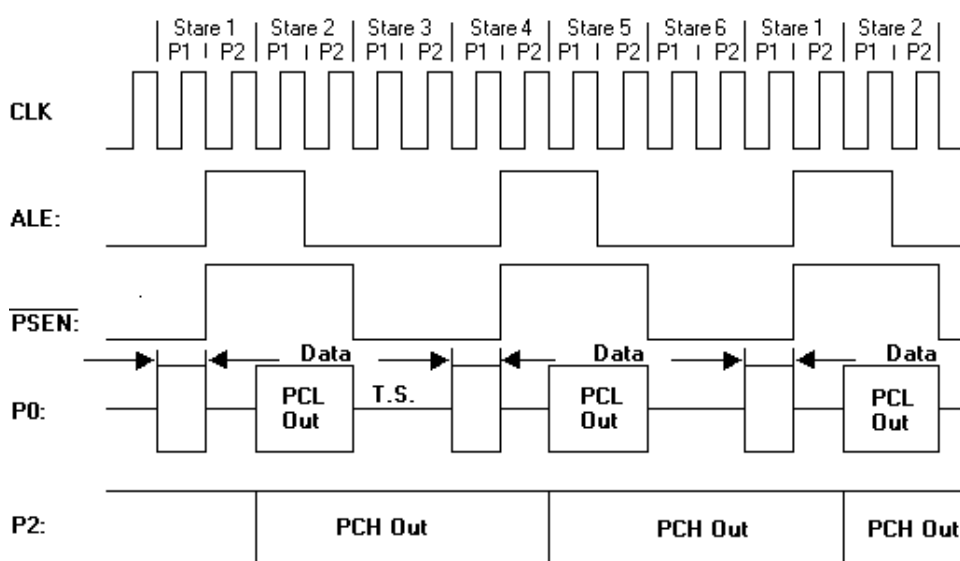 Stare 1 Stare 2 Stare 3 Stare 4 Stare 5 Stare 6 Stare 1 Stare 2
P1 P2 P1 P2 P1 P2 P1 P2 P1 P2 P1 P2 P1 P2 P1 P2
CLK
ALE:
PSEN:
Data Data Data
P0:
PCL Out T.S. PCL Out PCL Out
P2:
PCH Out PCH Out PCH Out